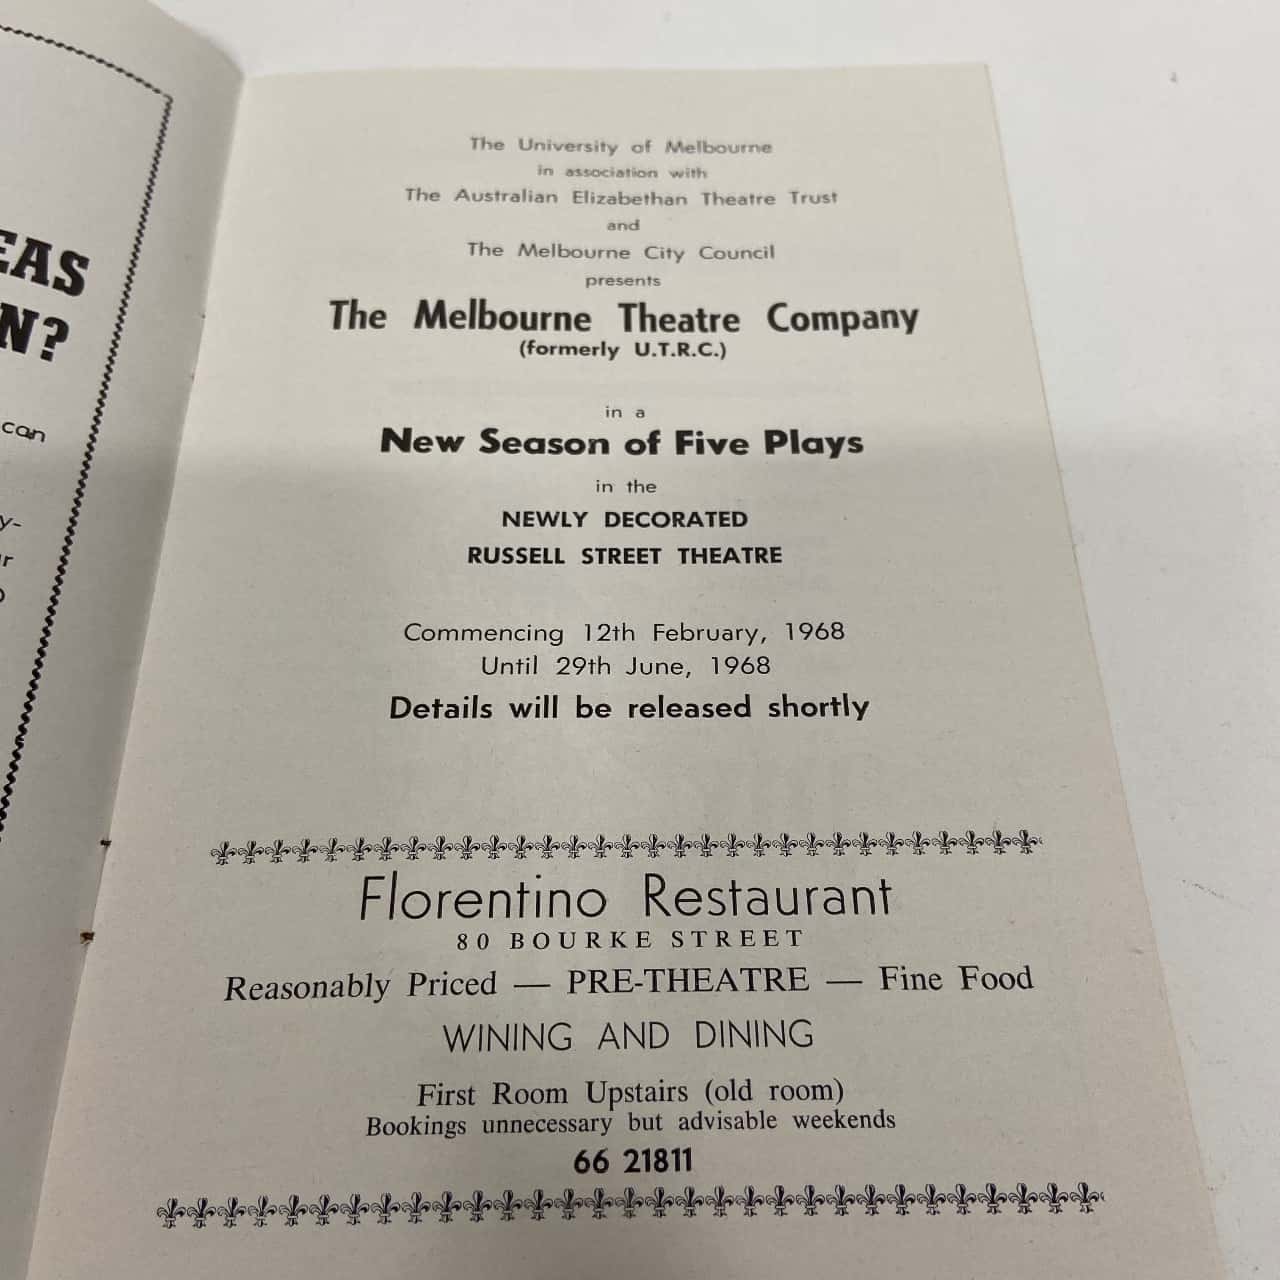 EAS
N?
can
y-
ur
The University of Melbourne
in association with
The Australian Elizabethan Theatre Trust
and
The Melbourne City Council
presents
The Melbourne Theatre Company
(formerly U.T.R.C.)
in a
New Season of Five Plays
in the
NEWLY DECORATED
RUSSELL STREET THEATRE
Commencing 12th February, 1968
Until 29th June, 1968
Details will be released shortly
Florentino Restaurant
80 BOURKE STREET
Reasonably Priced — PRE-THEATRE — Fine Food
WINING AND DINING
First Room Upstairs (old room)
Bookings unnecessary but advisable weekends
66 21811